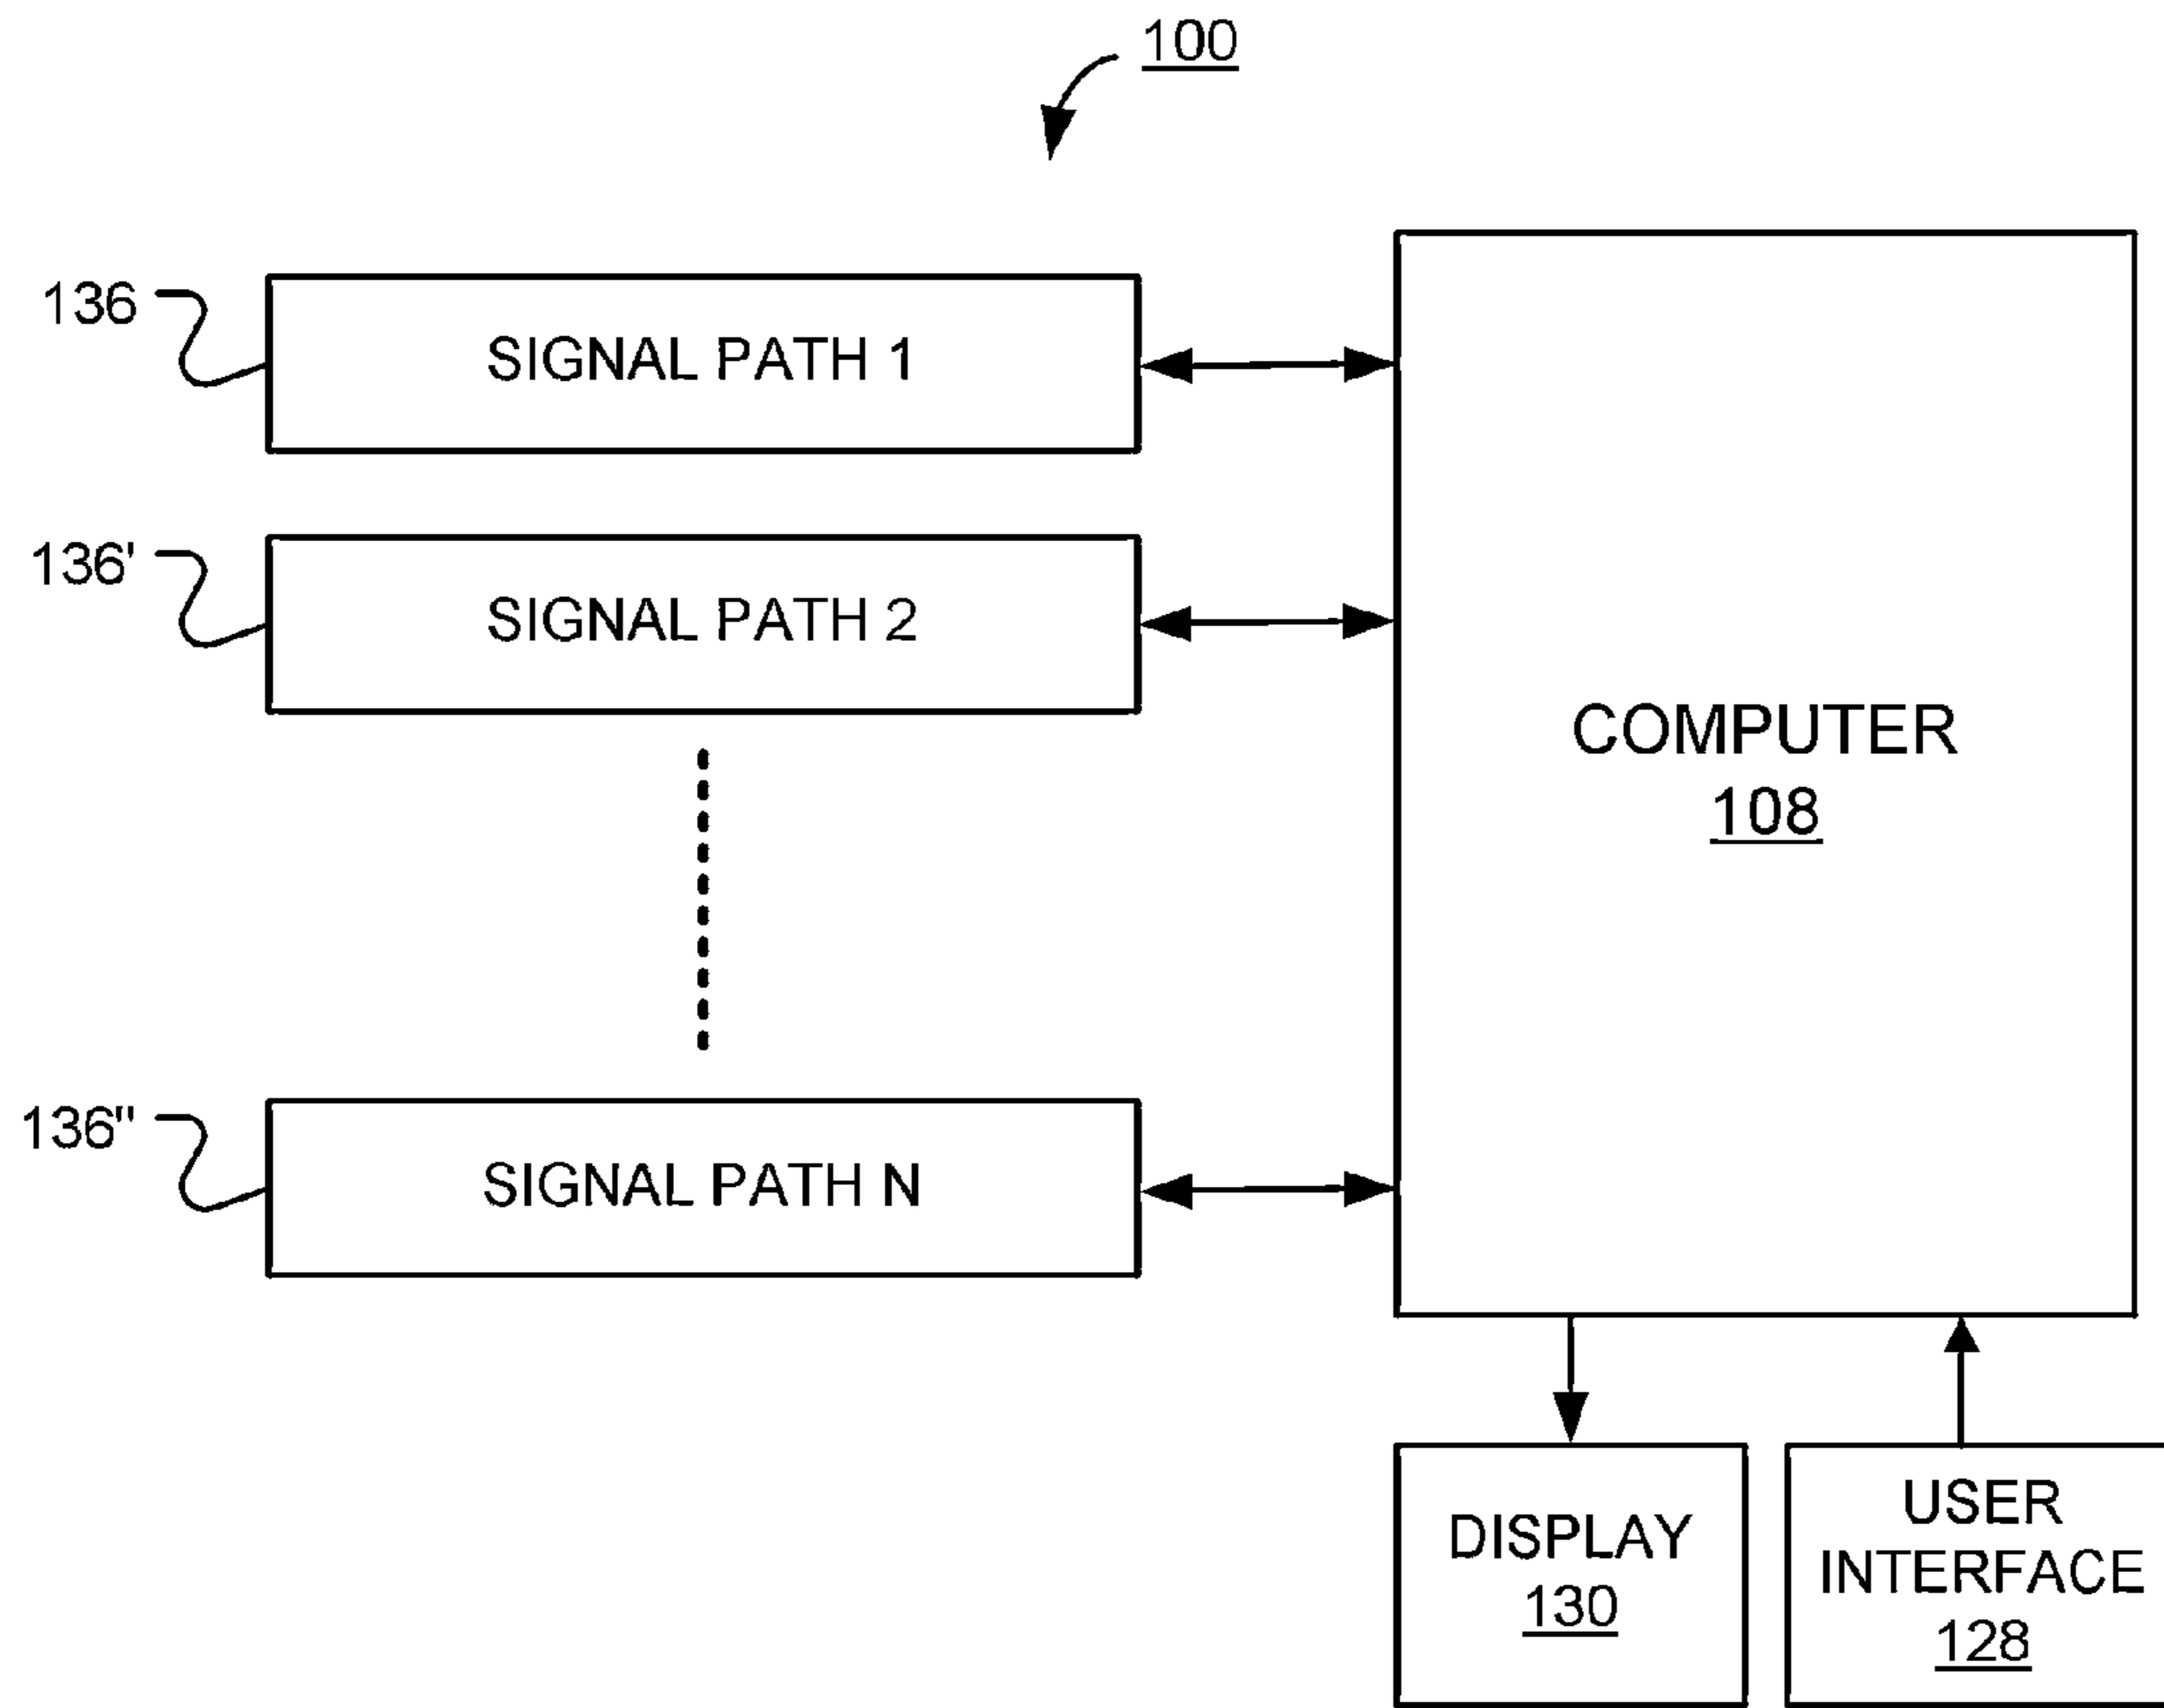 100
136
SIGNAL PATH 1
136'
SIGNAL PATH 2
COMPUTER
108
136"
SIGNAL PATH N
DISPLAY
130
USER
INTERFACE
128